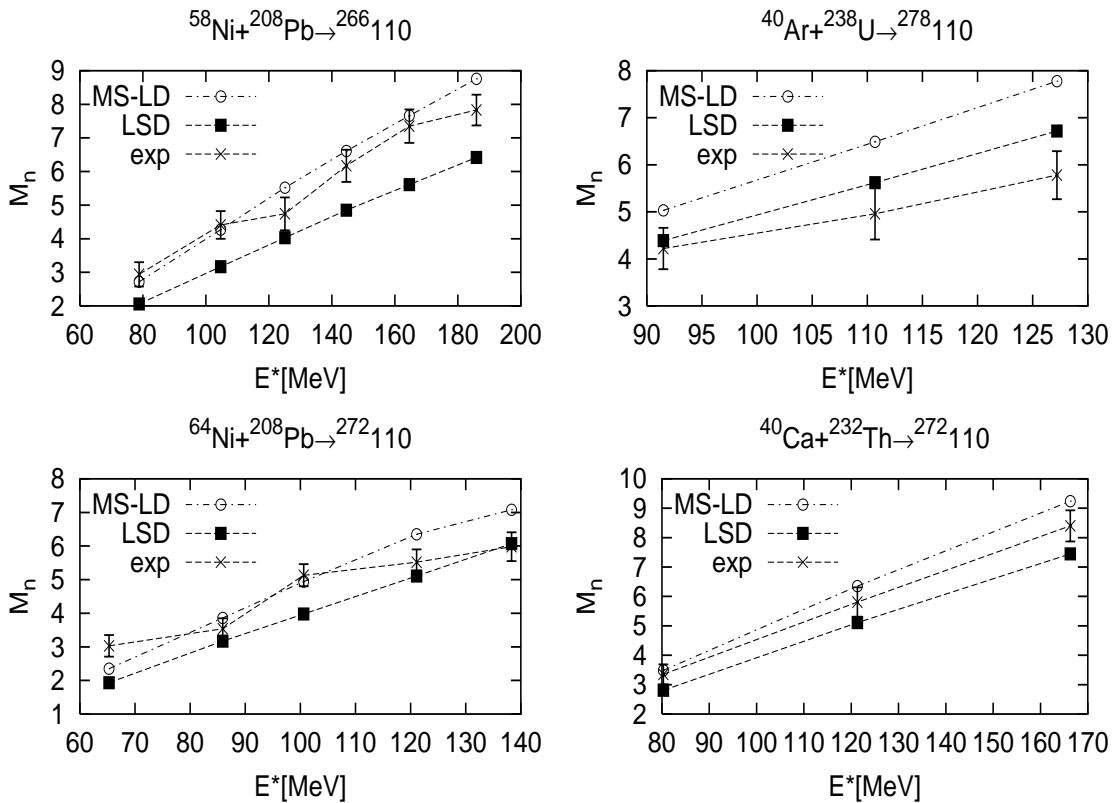 ⁵⁸Ni+²⁰⁸Pb→²⁶⁶110
9
8
7
6
5
4
3
2
M_n
MS-LD
LSD
exp
60 80 100 120 140 160 180 200
E*[MeV]
⁴⁰Ar+²³⁸U→²⁷⁸110
8
7
6
5
4
3
M_n
MS-LD
LSD
exp
90 95 100 105 110 115 120 125 130
E*[MeV]
⁶⁴Ni+²⁰⁸Pb→²⁷²110
8
7
6
5
4
3
2
1
M_n
MS-LD
LSD
exp
60 70 80 90 100 110 120 130 140
E*[MeV]
⁴⁰Ca+²³²Th→²⁷²110
10
9
8
7
6
5
4
3
2
M_n
MS-LD
LSD
exp
80 90 100 110 120 130 140 150 160 170
E*[MeV]